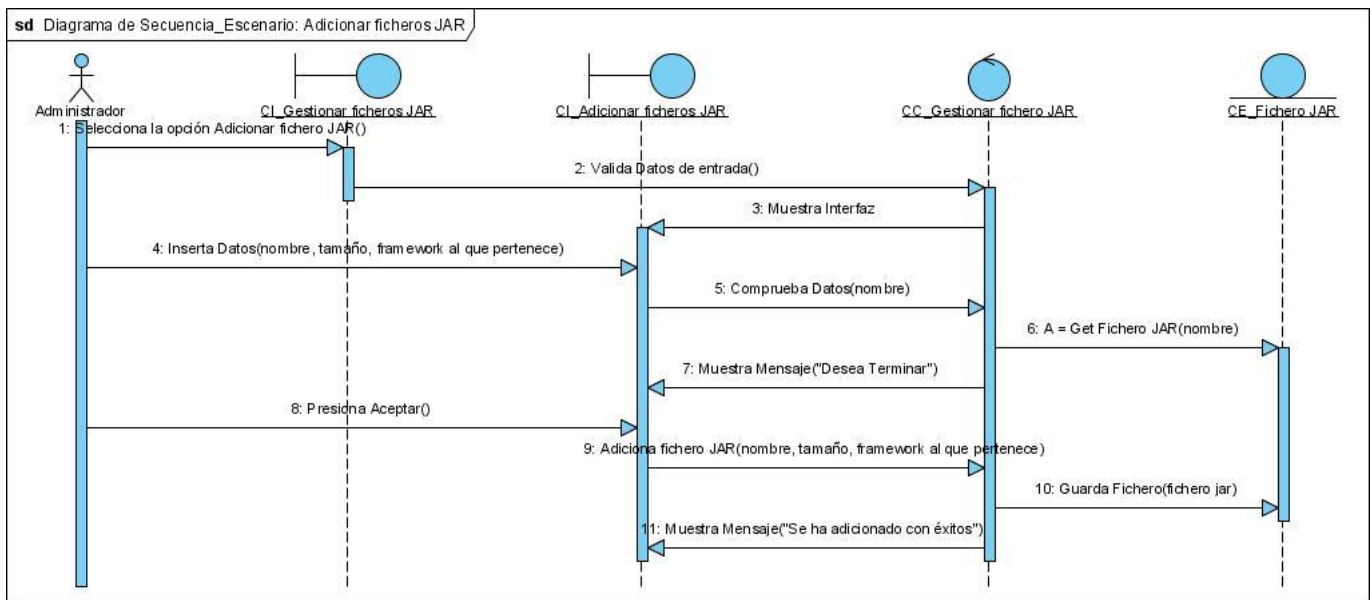 sd Diagrama de Secuencia_Escenario: Adicionar ficheros JAR
Administrador
CI_Gestionar ficheros JAR
CI_Adicionar ficheros JAR
CC_Gestionar fichero JAR
CE_Fichero JAR
1: Selecciona la opción Adicionar fichero JAR()
2: Valida Datos de entrada()
3: Muestra Interfaz
4: Inserta Datos(nombre, tamaño, framework al que pertenece)
5: Comprueba Datos(nombre)
6: A = Get Fichero JAR(nombre)
7: Muestra Mensaje("Desea Terminar")
8: Presiona Aceptar()
9: Adiciona fichero JAR(nombre, tamaño, framework al que pertenece)
10: Guarda Fichero(fichero jar)
11: Muestra Mensaje("Se ha adicionado con éxitos")